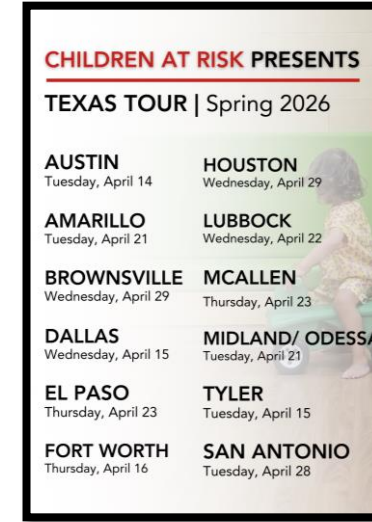 CHILDREN AT RISK PRESENTS
TEXAS TOUR | Spring 2026
AUSTIN
Tuesday, April 14
AMARILLO
Tuesday, April 21
BROWNSVILLE
Wednesday, April 29
DALLAS
Wednesday, April 15
EL PASO
Thursday, April 23
FORT WORTH
Thursday, April 16
HOUSTON
Wednesday, April 29
LUBBOCK
Wednesday, April 22
MCALLEN
Thursday, April 23
MIDLAND/ ODESSA
Tuesday, April 21
TYLER
Tuesday, April 15
SAN ANTONIO
Tuesday, April 28